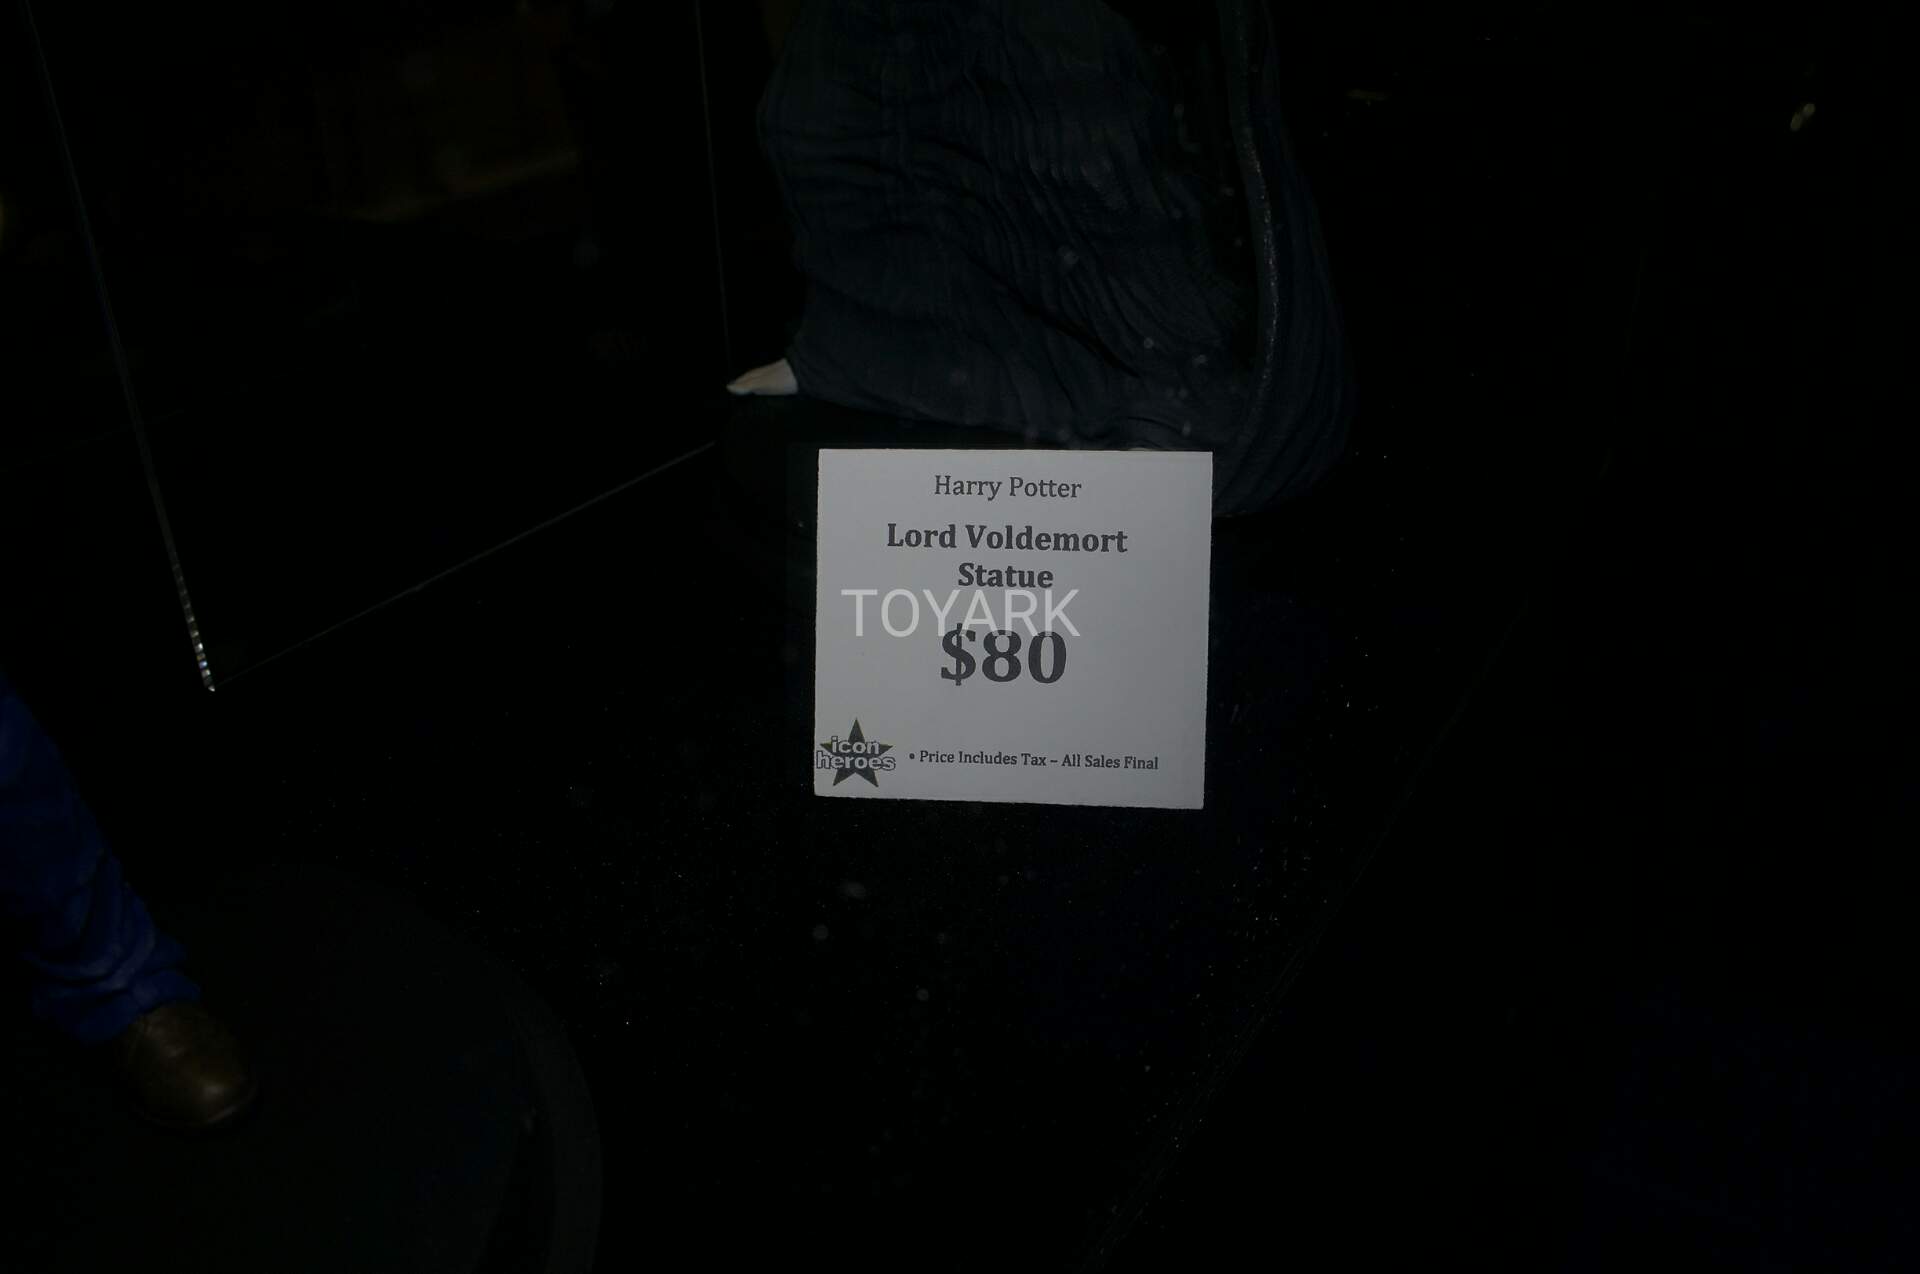 Harry Potter
Lord Voldemort
Statue
TOYARK
$80
icon
heroes
• Price Includes Tax – All Sales Final